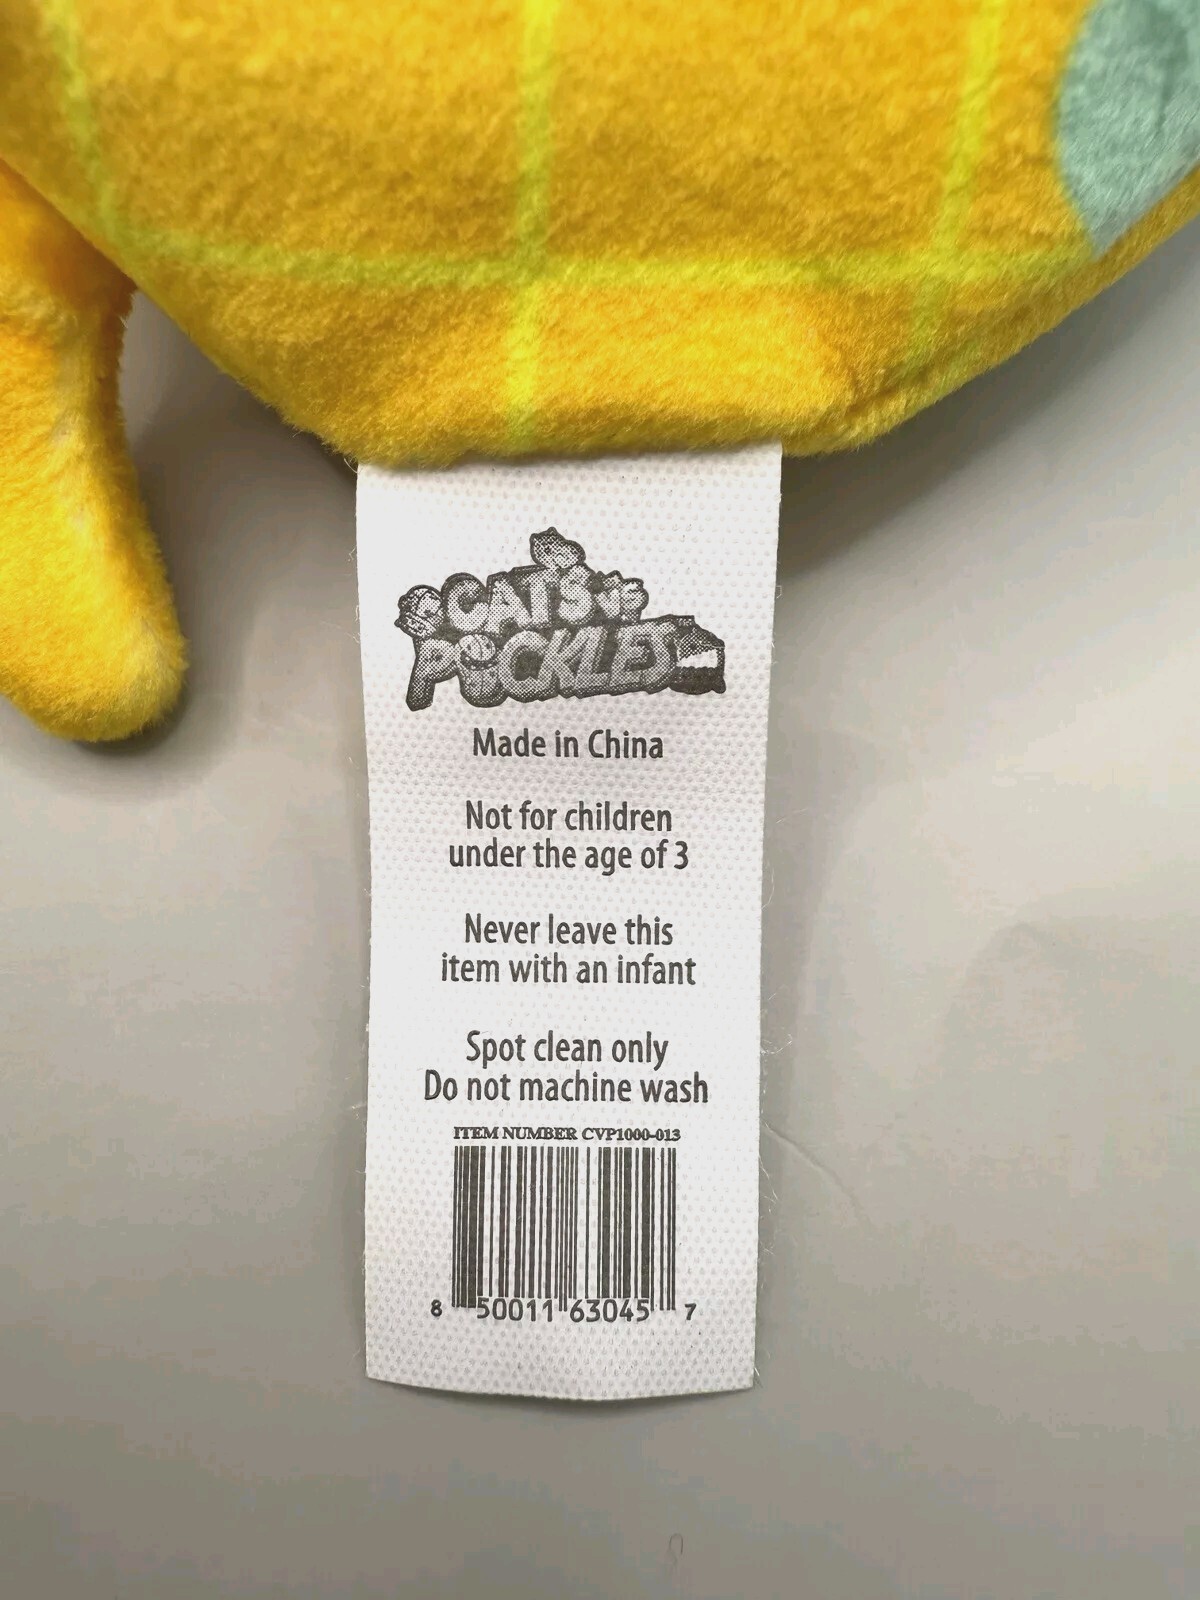 CATS VS
PICKLES
Made in China
Not for children
under the age of 3
Never leave this
item with an infant
Spot clean only
Do not machine wash
ITEM NUMBER CVP1000-013
8 50011 63045 7